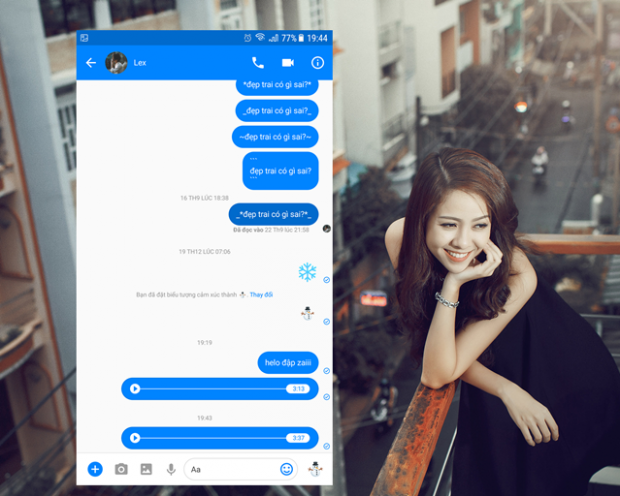 77% 19:44
Lex
*đẹp trai có gì sai?*
_đẹp trai có gì sai?_
~đẹp trai có gì sai?~
```
đẹp trai có gì sai?
```
16 TH9 LÚC 18:38
_*đẹp trai có gì sai?*_
Đã đọc vào 22 Th9 lúc 21:58
19 TH12 LÚC 07:06
Bạn đã đặt biểu tượng cảm xúc thành ⛄. Thay đổi
19:19
helo đập zaiii
3:13
19:43
3:37
Aa